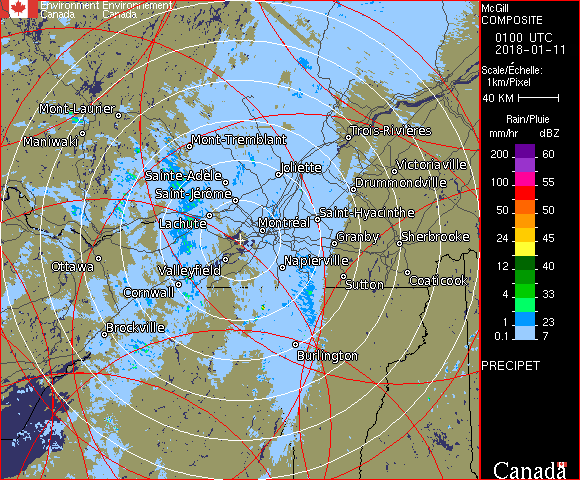 Environment Environnement
Canada Canada
McGill
COMPOSITE
0100 UTC
2018-01-11
Scale/Échelle:
1km/Pixel
40 KM
Rain/Pluie
mm/hr dBZ
200 60
100 55
50 50
24 45
12 40
4 33
1 23
0.1 7
PRECIPET
Canada
Mont-Laurier
Maniwaki
Mont-Tremblant
Trois-Rivières
Sainte-Adèle
Joliette
Victoriaville
Saint-Jérôme
Drummondville
Lachute
Saint-Hyacinthe
Montréal
Granby
Sherbrooke
Ottawa
Valleyfield
Napierville
Cornwall
Sutton
Coaticook
Brockville
Burlington